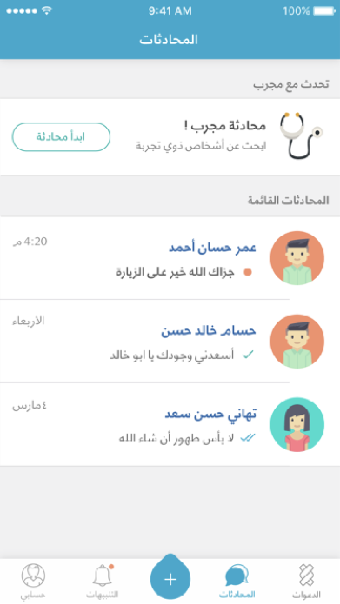 9:41 AM
100%
المحادثات
تحدث مع مجرب
محادثة مجرب !
ابحث عن أشخاص ذوي تجربة
ابدأ محادثة
المحادثات القائمة
عمر حسان أحمد
4:20 م
جزاك الله خير على الزيارة
حسام خالد حسن
الأربعاء
أسعدني وجودك يا ابو خالد
تهاني حسن سعد
٤مارس
لا بأس طهور أن شاء الله
الدعوات
المحادثات
+
التنبيهات
حسابي